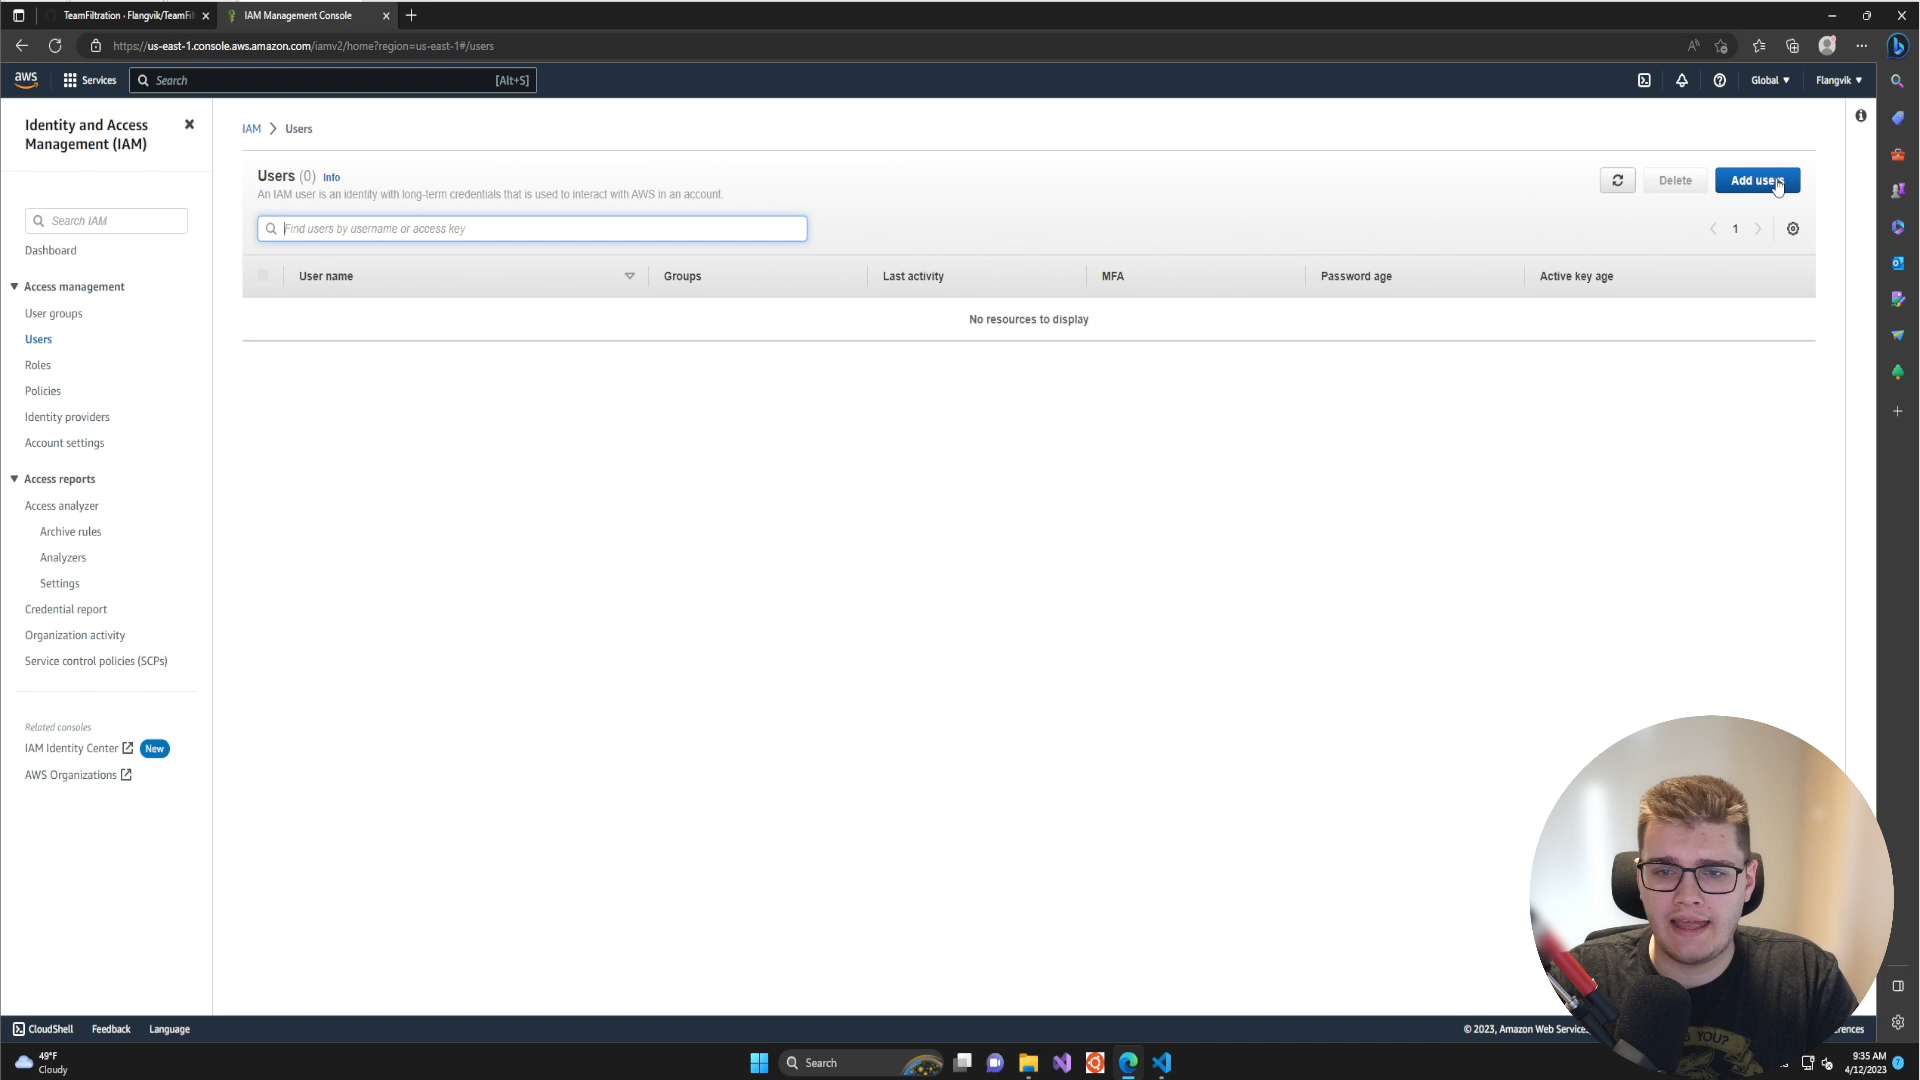 TeamFiltration · Flangvik/TeamFil
IAM Management Console
https://us-east-1.console.aws.amazon.com/iamv2/home?region=us-east-1#/users
aws
Services
Search
[Alt+S]
Global
Flangvik
Identity and Access
Management (IAM)
Search IAM
Dashboard
Access management
User groups
Users
Roles
Policies
Identity providers
Account settings
Access reports
Access analyzer
Archive rules
Analyzers
Settings
Credential report
Organization activity
Service control policies (SCPs)
Related consoles
IAM Identity Center New
AWS Organizations
IAM > Users
Users (0) Info
An IAM user is an identity with long-term credentials that is used to interact with AWS in an account.
Delete
Add users
Find users by username or access key
1
User name Groups Last activity MFA Password age Active key age
No resources to display
CloudShell Feedback Language
© 2023, Amazon Web Services
49°F
Cloudy
Search
9:35 AM
4/12/2023
7
YOU?